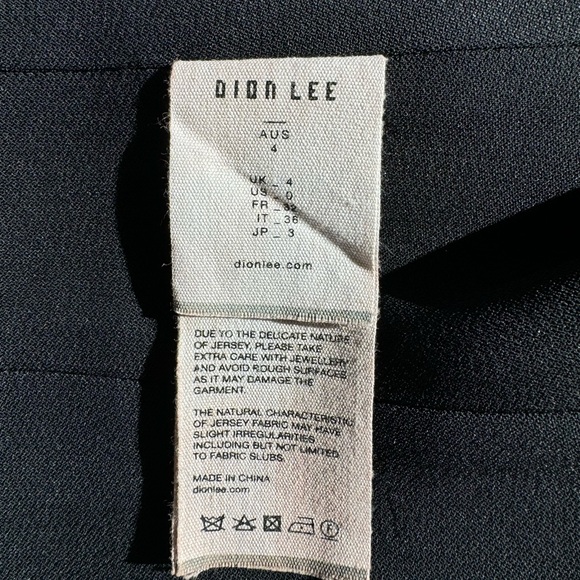 DION LEE
AUS
4
UK _ 4
US _ 0
FR _ 32
IT _ 36
JP _ 3
dionlee.com
DUE TO THE DELICATE NATURE
OF JERSEY, PLEASE TAKE
EXTRA CARE WITH JEWELLERY
AND AVOID ROUGH SURFACES
AS IT MAY DAMAGE THE
GARMENT.
THE NATURAL CHARACTERISTIC
OF JERSEY FABRIC MAY HAVE
SLIGHT IRREGULARITIES
INCLUDING BUT NOT LIMITED
TO FABRIC SLUBS.
MADE IN CHINA
dionlee.com
F